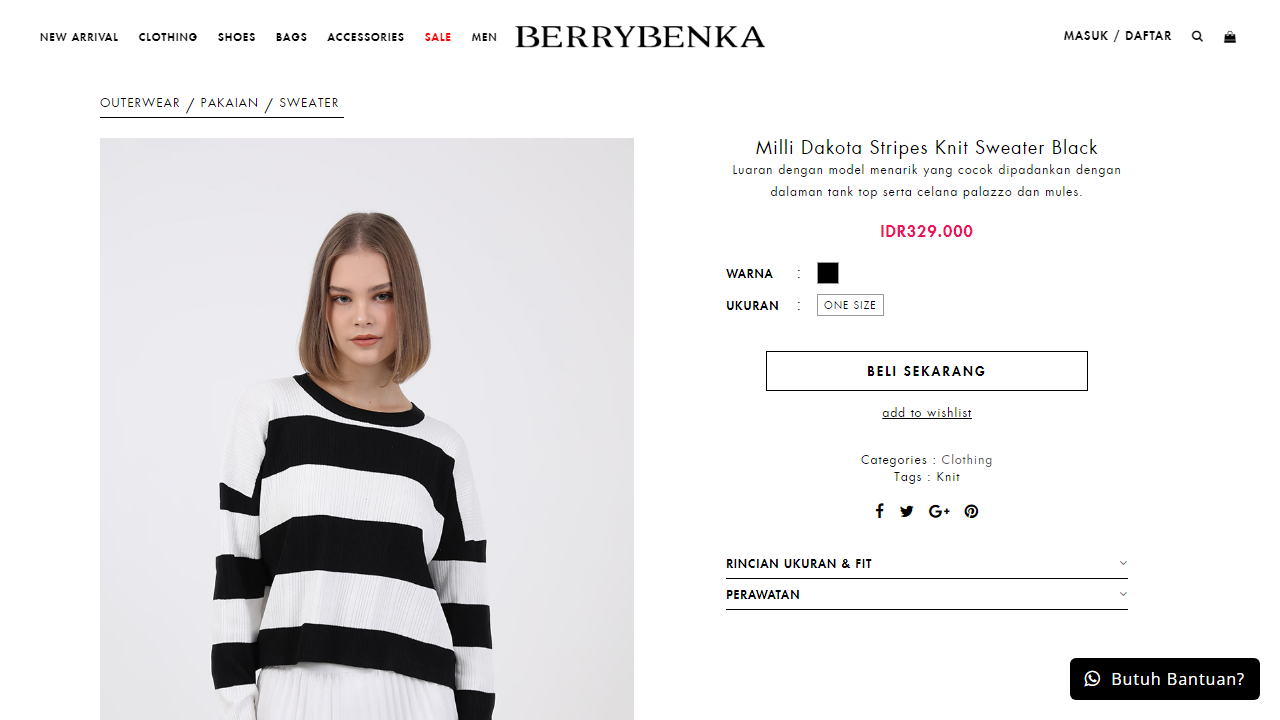 NEW ARRIVAL CLOTHING SHOES BAGS ACCESSORIES SALE MEN BERRYBENKA MASUK / DAFTAR
OUTERWEAR / PAKAIAN / SWEATER
Milli Dakota Stripes Knit Sweater Black
Luaran dengan model menarik yang cocok dipadankan dengan
dalaman tank top serta celana palazzo dan mules.
IDR329.000
WARNA :
UKURAN : ONE SIZE
BELI SEKARANG
add to wishlist
Categories : Clothing
Tags : Knit
RINCIAN UKURAN & FIT
PERAWATAN
Butuh Bantuan?